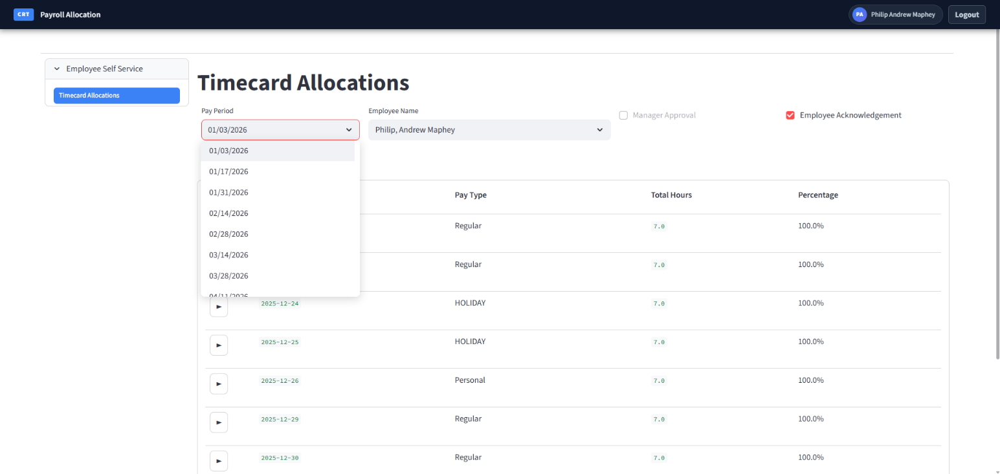 CRT Payroll Allocation PA Philip Andrew Maphey Logout
Employee Self Service
Timecard Allocations
Timecard Allocations
Pay Period Employee Name
Manager Approval Employee Acknowledgement
01/03/2026 Philip, Andrew Maphey
01/03/2026
01/17/2026
01/31/2026
02/14/2026
02/28/2026
03/14/2026
03/28/2026
04/11/2026
Pay Type Total Hours Percentage
Regular 7.0 100.0%
Regular 7.0 100.0%
2025-12-24 HOLIDAY 7.0 100.0%
2025-12-25 HOLIDAY 7.0 100.0%
2025-12-26 Personal 7.0 100.0%
2025-12-29 Regular 7.0 100.0%
2025-12-30 Regular 7.0 100.0%